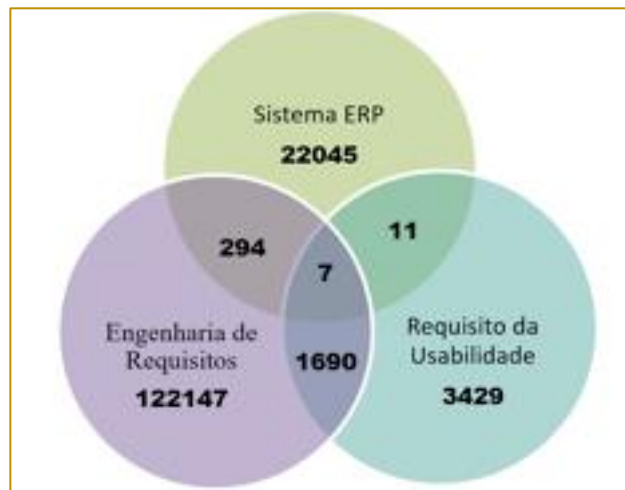 Sistema ERP
22045
294
11
7
Engenharia de
Requisitos
122147
1690
Requisito da
Usabilidade
3429